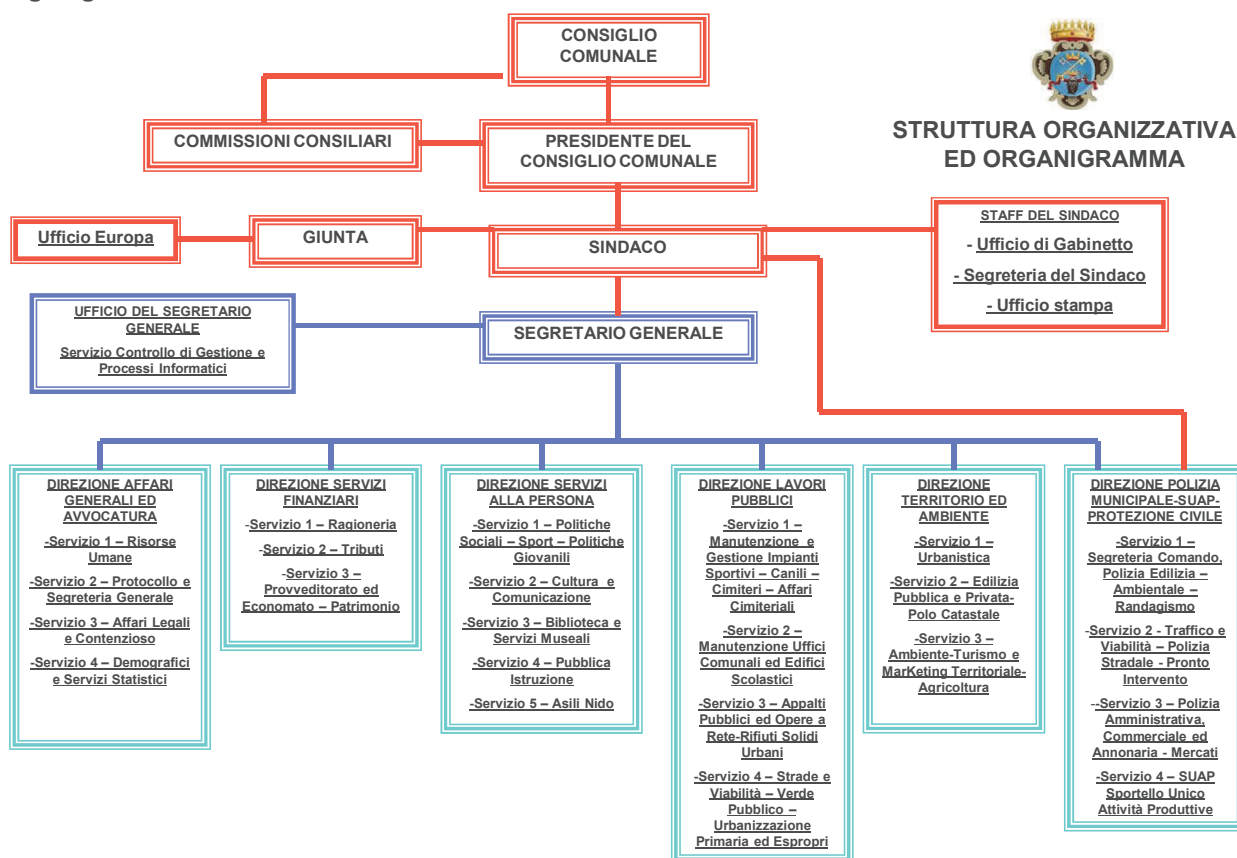 CONSIGLIO
COMUNALE
STRUTTURA ORGANIZZATIVA
ED ORGANIGRAMMA
COMMISSIONI CONSILIARI
PRESIDENTE DEL
CONSIGLIO COMUNALE
Ufficio Europa
GIUNTA
SINDACO
STAFF DEL SINDACO
- Ufficio di Gabinetto
- Segreteria del Sindaco
- Ufficio stampa
UFFICIO DEL SEGRETARIO
GENERALE
Servizio Controllo di Gestione e
Processi Informatici
SEGRETARIO GENERALE
DIREZIONE AFFARI
GENERALI ED
AVVOCATURA
-Servizio 1 – Risorse
Umane
-Servizio 2 – Protocollo e
Segreteria Generale
-Servizio 3 – Affari Legali
e Contenzioso
-Servizio 4 – Demografici
e Servizi Statistici
DIREZIONE SERVIZI
FINANZIARI
-Servizio 1 – Ragioneria
-Servizio 2 – Tributi
-Servizio 3 –
Provveditorato ed
Economato – Patrimonio
DIREZIONE SERVIZI
ALLA PERSONA
-Servizio 1 – Politiche
Sociali – Sport – Politiche
Giovanili
-Servizio 2 – Cultura e
Comunicazione
-Servizio 3 – Biblioteca e
Servizi Museali
-Servizio 4 – Pubblica
Istruzione
-Servizio 5 – Asili Nido
DIREZIONE LAVORI
PUBBLICI
-Servizio 1 –
Manutenzione e
Gestione Impianti
Sportivi – Canili –
Cimiteri – Affari
Cimiteriali
-Servizio 2 –
Manutenzione Uffici
Comunali ed Edifici
Scolastici
-Servizio 3 – Appalti
Pubblici ed Opere a
Rete-Rifiuti Solidi
Urbani
-Servizio 4 – Strade e
Viabilità – Verde
Pubblico –
Urbanizzazione
Primaria ed Espropri
DIREZIONE
TERRITORIO ED
AMBIENTE
-Servizio 1 –
Urbanistica
-Servizio 2 – Edilizia
Pubblica e Privata-
Polo Catastale
-Servizio 3 –
Ambiente-Turismo e
MarKeting Territoriale-
Agricoltura
DIREZIONE POLIZIA
MUNICIPALE-SUAP-
PROTEZIONE CIVILE
-Servizio 1 –
Segreteria Comando,
Polizia Edilizia –
Ambientale –
Randagismo
-Servizio 2 - Traffico e
Viabilità – Polizia
Stradale - Pronto
Intervento
--Servizio 3 – Polizia
Amministrativa,
Commerciale ed
Annonaria - Mercati
-Servizio 4 – SUAP
Sportello Unico
Attività Produttive